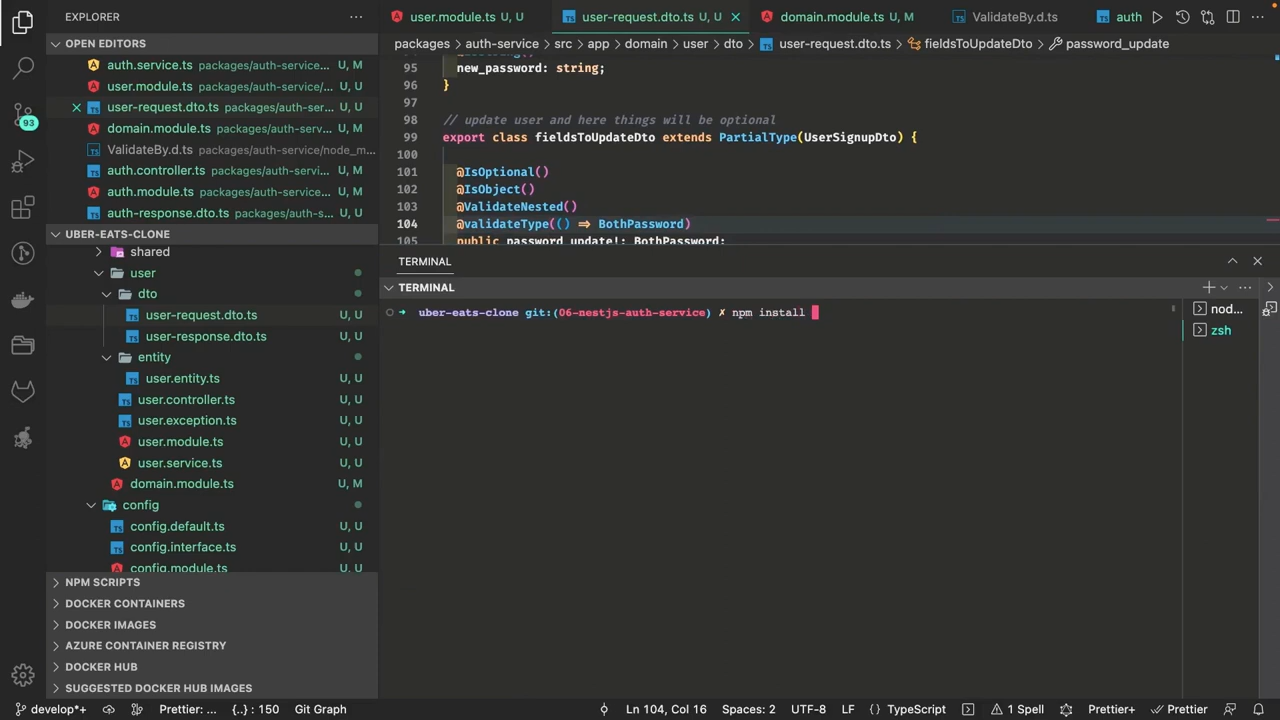 EXPLORER
user.module.ts U, U
user-request.dto.ts U, U
domain.module.ts U, M
ValidateBy.d.ts
auth
OPEN EDITORS
auth.service.ts packages/auth-service... U, M
user.module.ts packages/auth-service... U, U
user-request.dto.ts packages/auth-ser... U, U
domain.module.ts packages/auth-servi... U, M
ValidateBy.d.ts packages/auth-service/node_m...
auth.controller.ts packages/auth-servi... U, U
auth.module.ts packages/auth-service... U, U
auth-response.dto.ts packages/auth-s... U, U
93
UBER-EATS-CLONE
shared
user
dto
user-request.dto.ts U, U
user-response.dto.ts U, U
entity
user.entity.ts U, U
user.controller.ts U, U
user.exception.ts U, U
user.module.ts U, U
user.service.ts U, U
domain.module.ts U, M
config
config.default.ts U, U
config.interface.ts U, U
config.module.ts U, U
NPM SCRIPTS
DOCKER CONTAINERS
DOCKER IMAGES
AZURE CONTAINER REGISTRY
DOCKER HUB
SUGGESTED DOCKER HUB IMAGES
packages > auth-service > src > app > domain > user > dto > user-request.dto.ts > fieldsToUpdateDto > password_update
95 new_password: string;
96 }
97
98 // update user and here things will be optional
99 export class fieldsToUpdateDto extends PartialType(UserSignupDto) {
100
101 @IsOptional()
102 @IsObject()
103 @ValidateNested()
104 @validateType(() => BothPassword)
105 public password_update!: BothPassword;
TERMINAL
TERMINAL
→ uber-eats-clone git:(06-nestjs-auth-service) ✗ npm install
nod...
zsh
develop*+ Prettier: ... {..} : 150 Git Graph Ln 104, Col 16 Spaces: 2 UTF-8 LF {} TypeScript 1 Spell Prettier+ Prettier